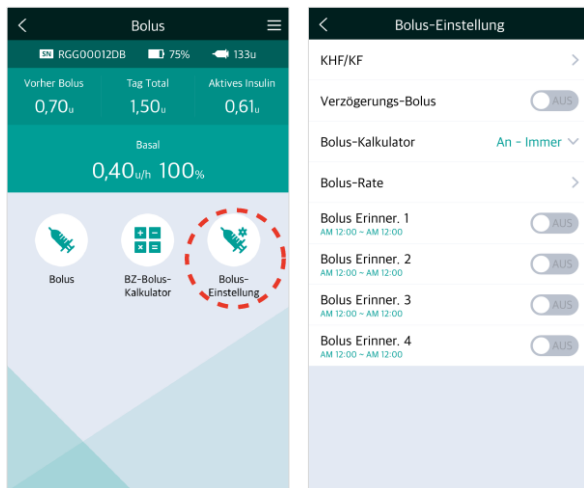 Bolus
SN RGG00012DB 75% 133u
Vorher Bolus Tag Total Aktives Insulin
0,70u 1,50u 0,61u
Basal
0,40u/h 100%
Bolus
BZ-Bolus-
Kalkulator
Bolus-
Einstellung
Bolus-Einstellung
KHF/KF
Verzögerungs-Bolus AUS
Bolus-Kalkulator An - Immer
Bolus-Rate
Bolus Erinner. 1 AUS
AM 12:00 ~ AM 12:00
Bolus Erinner. 2 AUS
AM 12:00 ~ AM 12:00
Bolus Erinner. 3 AUS
AM 12:00 ~ AM 12:00
Bolus Erinner. 4 AUS
AM 12:00 ~ AM 12:00